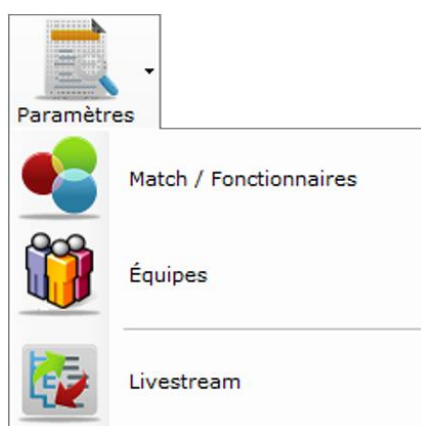 Paramètres
Match / Fonctionnaires
Équipes
Livestream